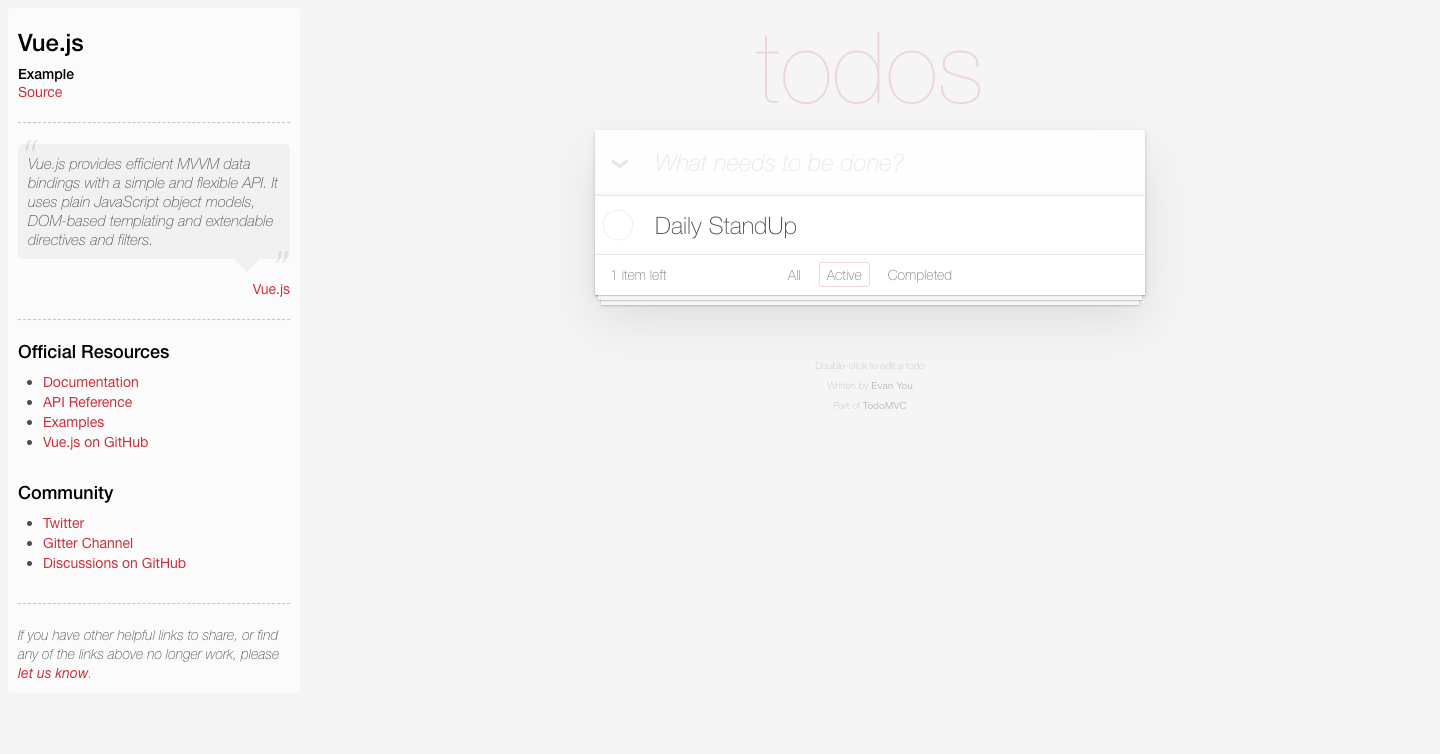 Vue.js
Example
Source
“
Vue.js provides efficient MVVM data
bindings with a simple and flexible API. It
uses plain JavaScript object models,
DOM-based templating and extendable
directives and filters.
”
Vue.js
Official Resources
Documentation
API Reference
Examples
Vue.js on GitHub
Community
Twitter
Gitter Channel
Discussions on GitHub
If you have other helpful links to share, or find
any of the links above no longer work, please
let us know.
todos
What needs to be done?
Daily StandUp
1 item left All Active Completed
Double-click to edit a todo
Written by Evan You
Part of TodoMVC